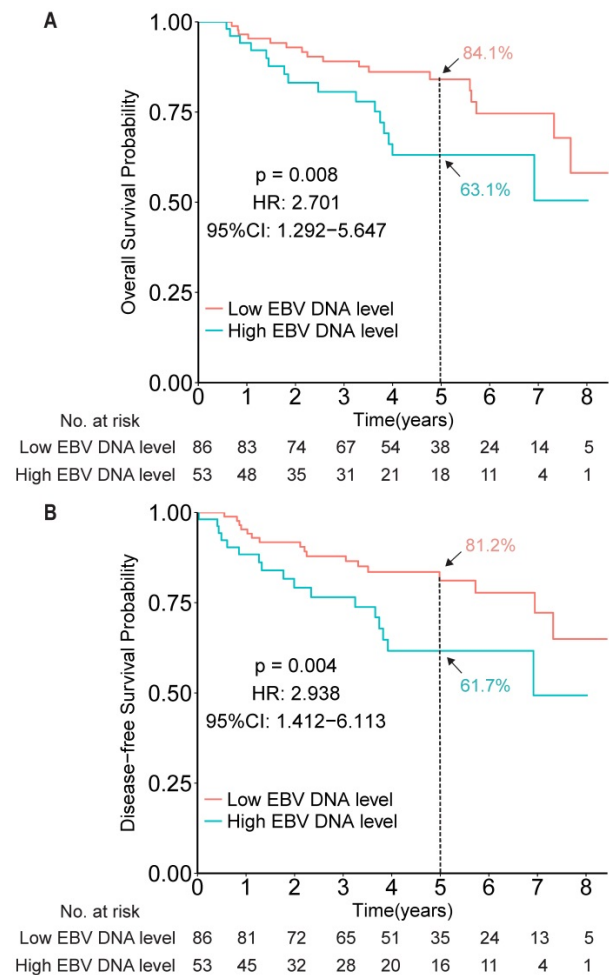 A
Overall Survival Probability
1.00
0.75
0.50
0.25
0.00
84.1%
63.1%
p = 0.008
HR: 2.701
95%CI: 1.292−5.647
Low EBV DNA level
High EBV DNA level
0 1 2 3 4 5 6 7 8
Time(years)
No. at risk
Low EBV DNA level 86 83 74 67 54 38 24 14 5
High EBV DNA level 53 48 35 31 21 18 11 4 1
B
Disease−free Survival Probability
1.00
0.75
0.50
0.25
0.00
81.2%
61.7%
p = 0.004
HR: 2.938
95%CI: 1.412−6.113
Low EBV DNA level
High EBV DNA level
0 1 2 3 4 5 6 7 8
Time(years)
No. at risk
Low EBV DNA level 86 81 72 65 51 35 24 13 5
High EBV DNA level 53 45 32 28 20 16 11 4 1